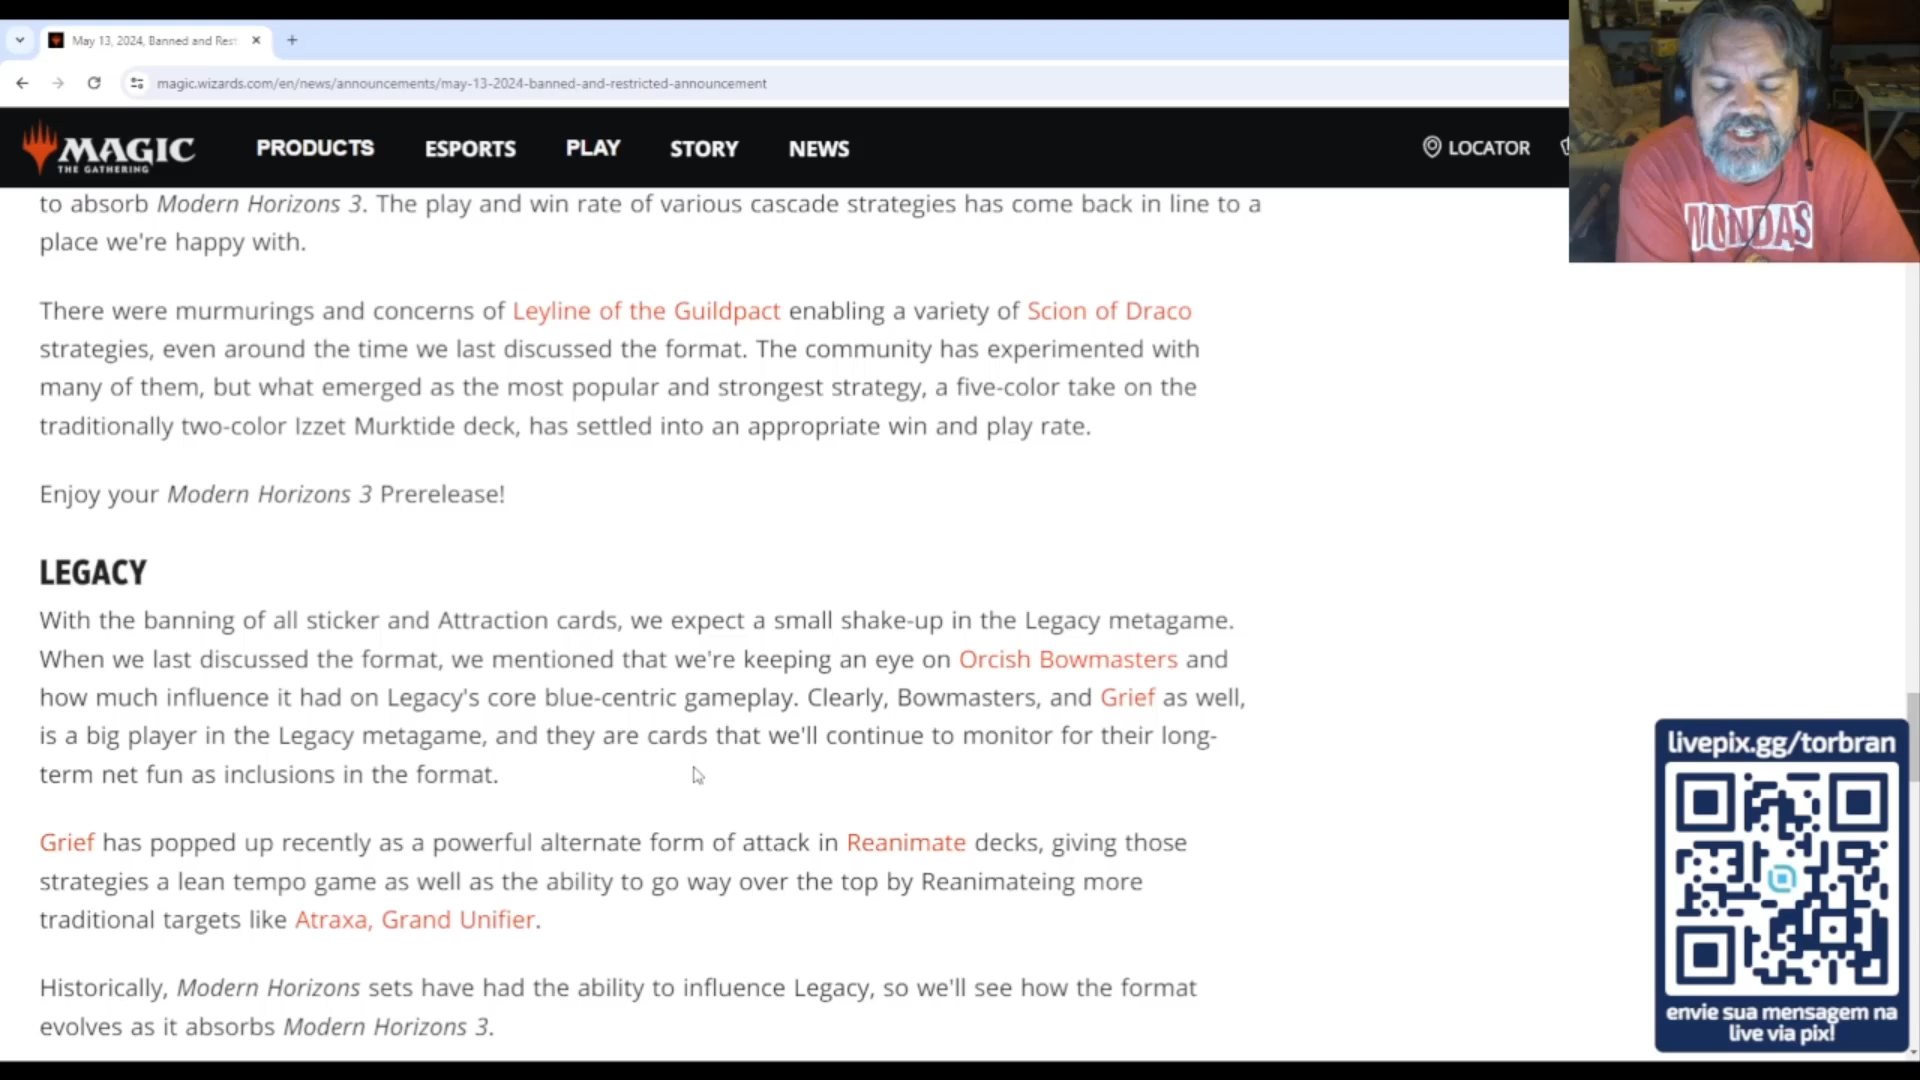 May 13, 2024, Banned and Rest
magic.wizards.com/en/news/announcements/may-13-2024-banned-and-restricted-announcement
MAGIC
THE GATHERING
PRODUCTS
ESPORTS
PLAY
STORY
NEWS
LOCATOR
MONDAS
to absorb Modern Horizons 3. The play and win rate of various cascade strategies has come back in line to a
place we're happy with.
There were murmurings and concerns of Leyline of the Guildpact enabling a variety of Scion of Draco
strategies, even around the time we last discussed the format. The community has experimented with
many of them, but what emerged as the most popular and strongest strategy, a five-color take on the
traditionally two-color Izzet Murktide deck, has settled into an appropriate win and play rate.
Enjoy your Modern Horizons 3 Prerelease!
LEGACY
With the banning of all sticker and Attraction cards, we expect a small shake-up in the Legacy metagame.
When we last discussed the format, we mentioned that we're keeping an eye on Orcish Bowmasters and
how much influence it had on Legacy's core blue-centric gameplay. Clearly, Bowmasters, and Grief as well,
is a big player in the Legacy metagame, and they are cards that we'll continue to monitor for their long-
term net fun as inclusions in the format.
Grief has popped up recently as a powerful alternate form of attack in Reanimate decks, giving those
strategies a lean tempo game as well as the ability to go way over the top by Reanimateing more
traditional targets like Atraxa, Grand Unifier.
Historically, Modern Horizons sets have had the ability to influence Legacy, so we'll see how the format
evolves as it absorbs Modern Horizons 3.
livepix.gg/torbran
envie sua mensagem na
live via pix!